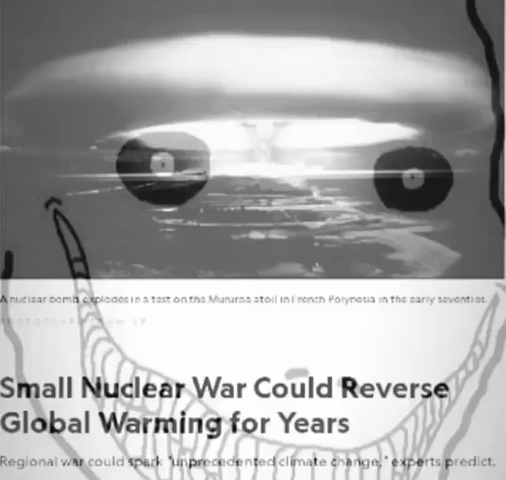 A nuclear bomb explodes in a test on the Mururoa atoll in French Polynesia in the early seventies.
PHOTOGRAPH
Small Nuclear War Could Reverse
Global Warming for Years
Regional war could spark "unprecedented climate change," experts predict.